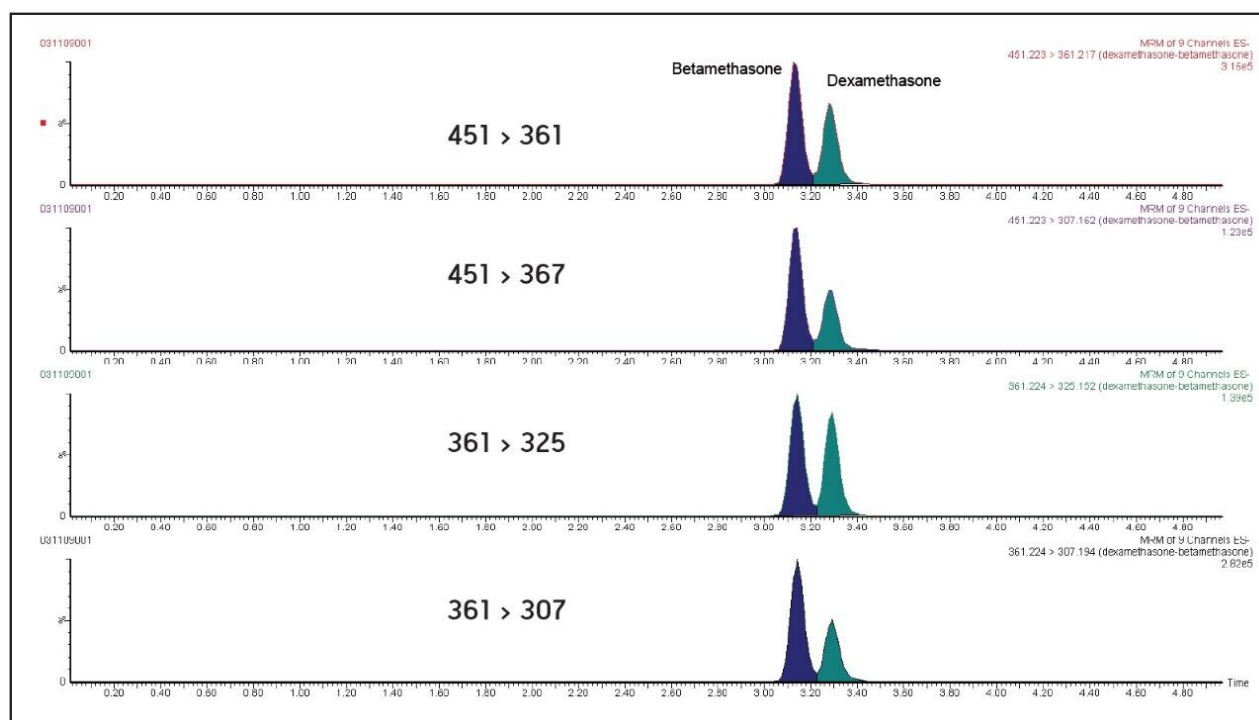 031109001
MRM of 9 Channels ES-
451.223 > 361.217 (dexamethasone-betamethasone)
3.16e5
Betamethasone
Dexamethasone
451 > 361
%
0
0.20 0.40 0.60 0.80 1.00 1.20 1.40 1.60 1.80 2.00 2.20 2.40 2.60 2.80 3.00 3.20 3.40 3.60 3.80 4.00 4.20 4.40 4.60 4.80
031109001
MRM of 9 Channels ES-
451.223 > 307.162 (dexamethasone-betamethasone)
1.23e5
451 > 367
%
0
0.20 0.40 0.60 0.80 1.00 1.20 1.40 1.60 1.80 2.00 2.20 2.40 2.60 2.80 3.00 3.20 3.40 3.60 3.80 4.00 4.20 4.40 4.60 4.80
031109001
MRM of 9 Channels ES-
361.224 > 325.152 (dexamethasone-betamethasone)
1.39e5
361 > 325
%
0
0.20 0.40 0.60 0.80 1.00 1.20 1.40 1.60 1.80 2.00 2.20 2.40 2.60 2.80 3.00 3.20 3.40 3.60 3.80 4.00 4.20 4.40 4.60 4.80
031109001
MRM of 9 Channels ES-
361.224 > 307.194 (dexamethasone-betamethasone)
2.82e5
361 > 307
%
0
0.20 0.40 0.60 0.80 1.00 1.20 1.40 1.60 1.80 2.00 2.20 2.40 2.60 2.80 3.00 3.20 3.40 3.60 3.80 4.00 4.20 4.40 4.60 4.80 Time